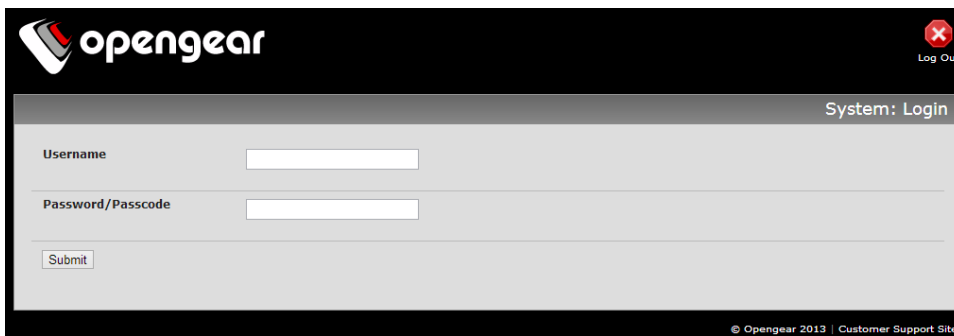 opengear
Log Ou
System: Login
Username
Password/Passcode
Submit
© Opengear 2013 | Customer Support Site